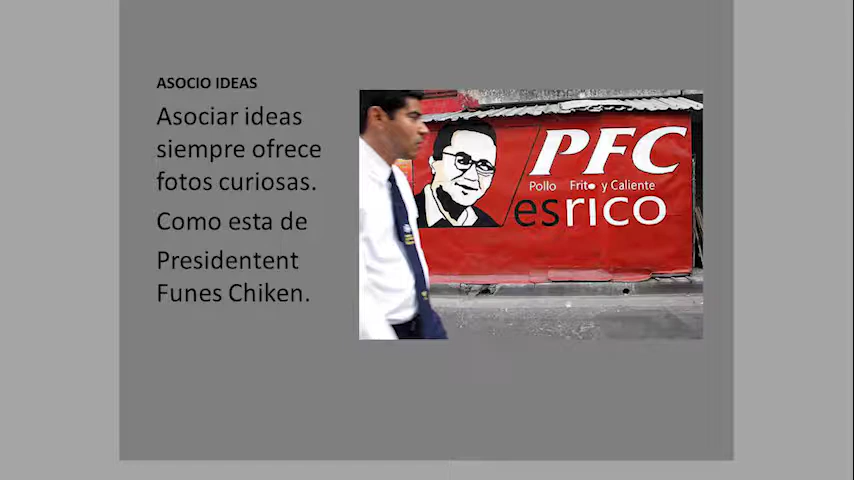 ASOCIO IDEAS
Asociar ideas
siempre ofrece
fotos curiosas.
Como esta de
Presidentent
Funes Chiken.
PFC
Pollo Frito y Caliente
esrico